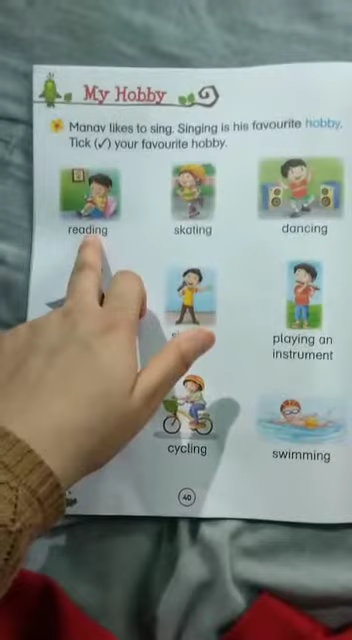 My Hobby
Manav likes to sing. Singing is his favourite hobby.
Tick (✓) your favourite hobby.
reading
skating
dancing
playing an
instrument
cycling
swimming
40